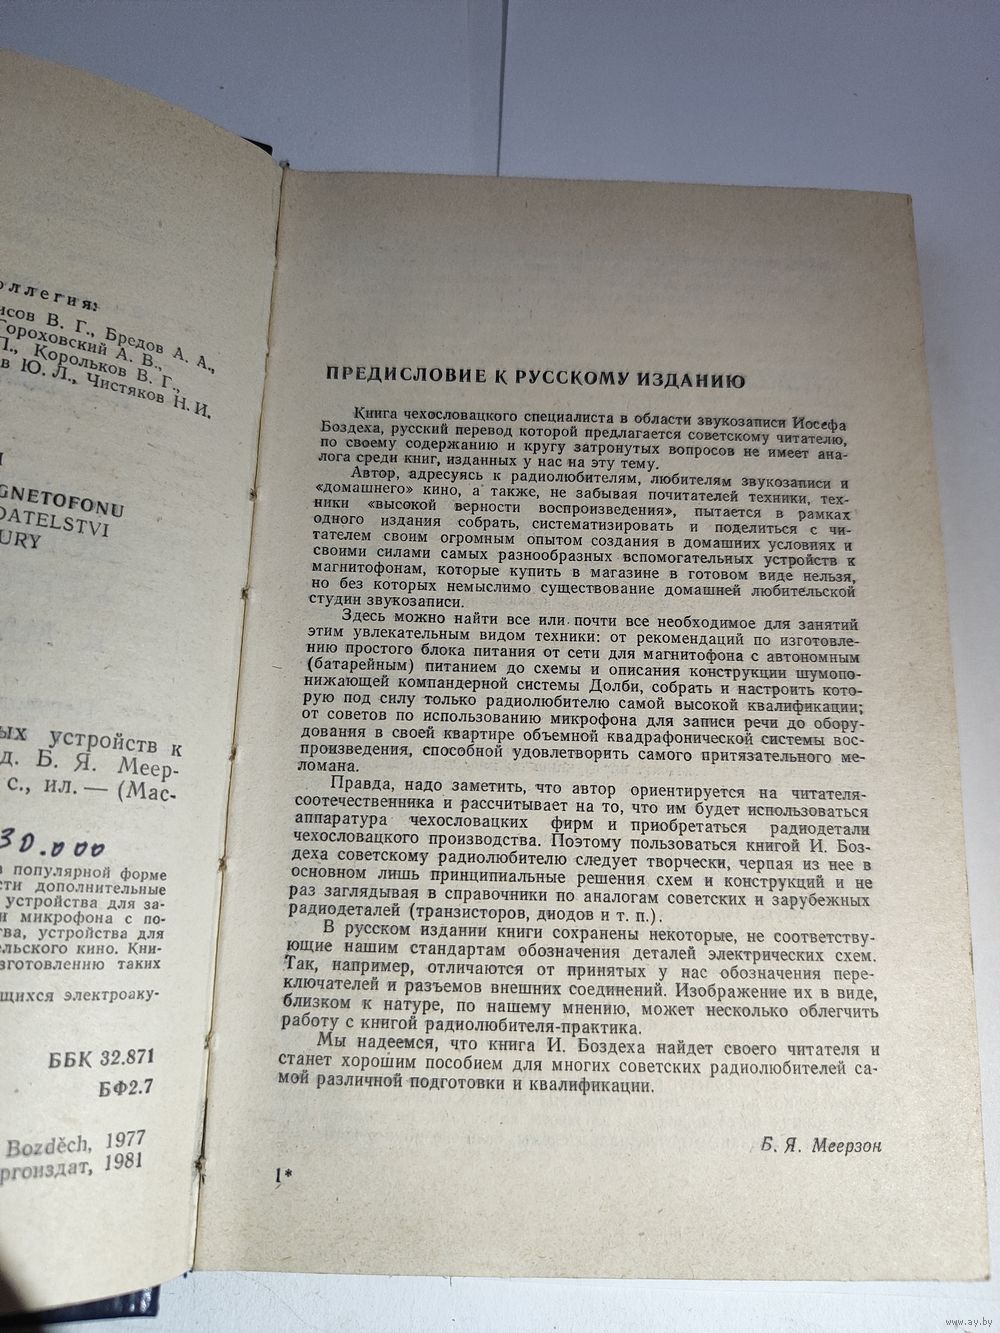 оллегия:
исов В. Г., Бредов А. А.,
Гороховский А. В.,
П., Корольков В. Г.,
в Ю. Л., Чистяков Н. И.
GNETOFONU
DATELSTVI
URY
ых устройств к
д. Б. Я. Меер-
с., ил. — (Мас-
30.000
в популярной форме
сти дополнительные
устройства для за-
и микрофона с по-
тва, устройства для
ельского кино. Кни-
зготовлению таких
щихся электроаку-
ББК 32.871
БФ2.7
Bozděch, 1977
ргоиздат, 1981
ПРЕДИСЛОВИЕ К РУССКОМУ ИЗДАНИЮ
Книга чехословацкого специалиста в области звукозаписи Йосефа
Боздеха, русский перевод которой предлагается советскому читателю,
по своему содержанию и кругу затронутых вопросов не имеет ана-
лога среди книг, изданных у нас на эту тему.
Автор, адресуясь к радиолюбителям, любителям звукозаписи и
«домашнего» кино, а также, не забывая почитателей техники, тех-
ники «высокой верности воспроизведения», пытается в рамках
одного издания собрать, систематизировать и поделиться с чи-
тателем своим огромным опытом создания в домашних условиях и
своими силами самых разнообразных вспомогательных устройств к
магнитофонам, которые купить в магазине в готовом виде нельзя,
но без которых немыслимо существование домашней любительской
студии звукозаписи.
Здесь можно найти все или почти все необходимое для занятий
этим увлекательным видом техники: от рекомендаций по изготовле-
нию простого блока питания от сети для магнитофона с автономным
(батарейным) питанием до схемы и описания конструкции шумопо-
нижающей компандерной системы Долби, собрать и настроить кото-
рую под силу только радиолюбителю самой высокой квалификации;
от советов по использованию микрофона для записи речи до обору-
дования в своей квартире объемной квадрафонической системы вос-
произведения, способной удовлетворить самого притязательного ме-
ломана.
Правда, надо заметить, что автор ориентируется на читателя-
соотечественника и рассчитывает на то, что им будет использоваться
аппаратура чехословацких фирм и приобретаться радиодетали
чехословацкого производства. Поэтому пользоваться книгой И. Боз-
деха советскому радиолюбителю следует творчески, черпая из нее в
основном лишь принципиальные решения схем и конструкций и не
раз заглядывая в справочники по аналогам советских и зарубежных
радиодеталей (транзисторов, диодов и т. п.).
В русском издании книги сохранены некоторые, не соответству-
ющие нашим стандартам обозначения деталей электрических схем.
Так, например, отличаются от принятых у нас обозначения пере-
ключателей и разъемов внешних соединений. Изображение их в виде,
близком к натуре, по нашему мнению, может несколько облегчить
работу с книгой радиолюбителя-практика.
Мы надеемся, что книга И. Боздеха найдет своего читателя и
станет хорошим пособием для многих советских радиолюбителей са-
мой различной подготовки и квалификации.
Б. Я. Меерзон
1*
www.ay.by